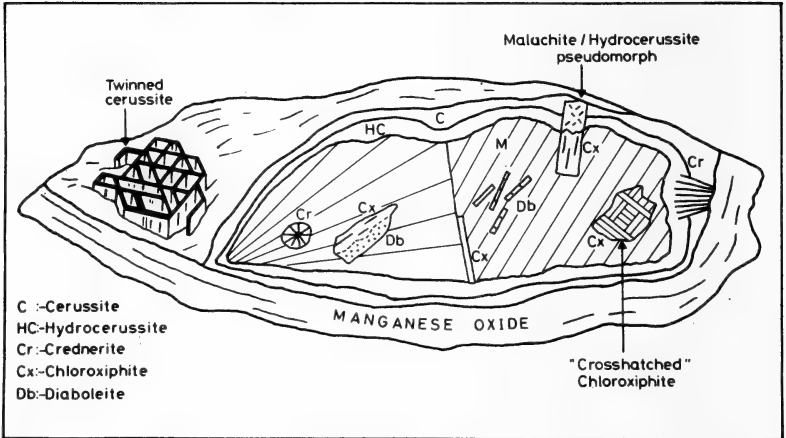 Malachite / Hydrocerussite
pseudomorph
Twinned
cerussite
C
HC
M
Cx
Cr
Db
Cx
Cr
Db
Cx
Cx
C :-Cerussite
HC:-Hydrocerussite
Cr:-Crednerite
Cx:-Chloroxiphite
Db:-Diaboleite
MANGANESE OXIDE
"Crosshatched"
Chloroxiphite